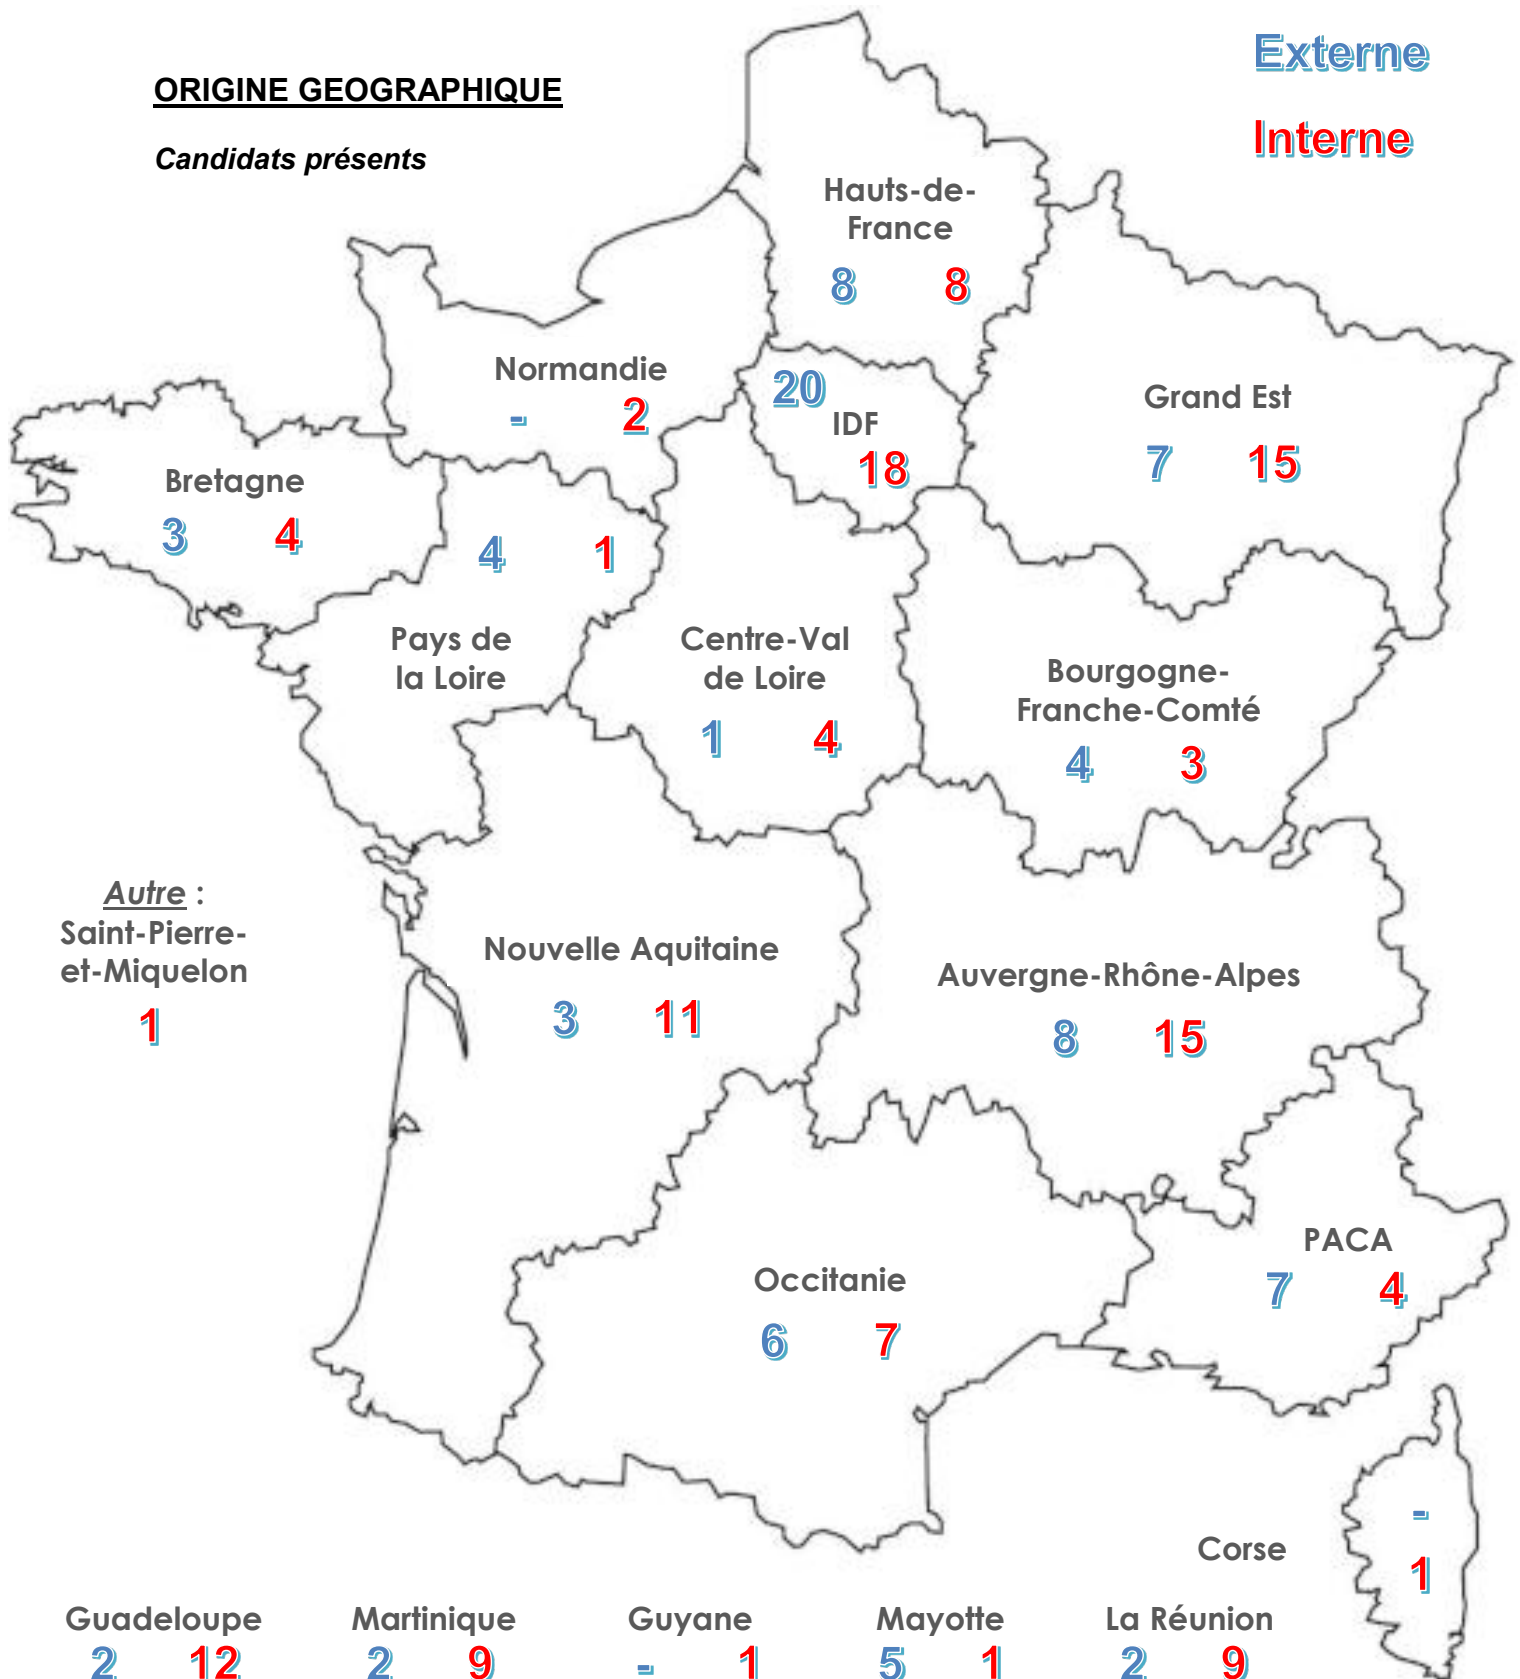 ORIGINE GEOGRAPHIQUE
Candidats présents
Externe
Interne
Hauts-de-
France
8 8
Normandie
- 2
20
IDF
18
Grand Est
7 15
Bretagne
3 4
4 1
Pays de
la Loire
Centre-Val
de Loire
1 4
Bourgogne-
Franche-Comté
4 3
Autre :
Saint-Pierre-
et-Miquelon
1
Nouvelle Aquitaine
3 11
Auvergne-Rhône-Alpes
8 15
PACA
7 4
Occitanie
6 7
Corse
-
1
Guadeloupe Martinique Guyane Mayotte La Réunion
2 12 2 9 - 1 5 1 2 9